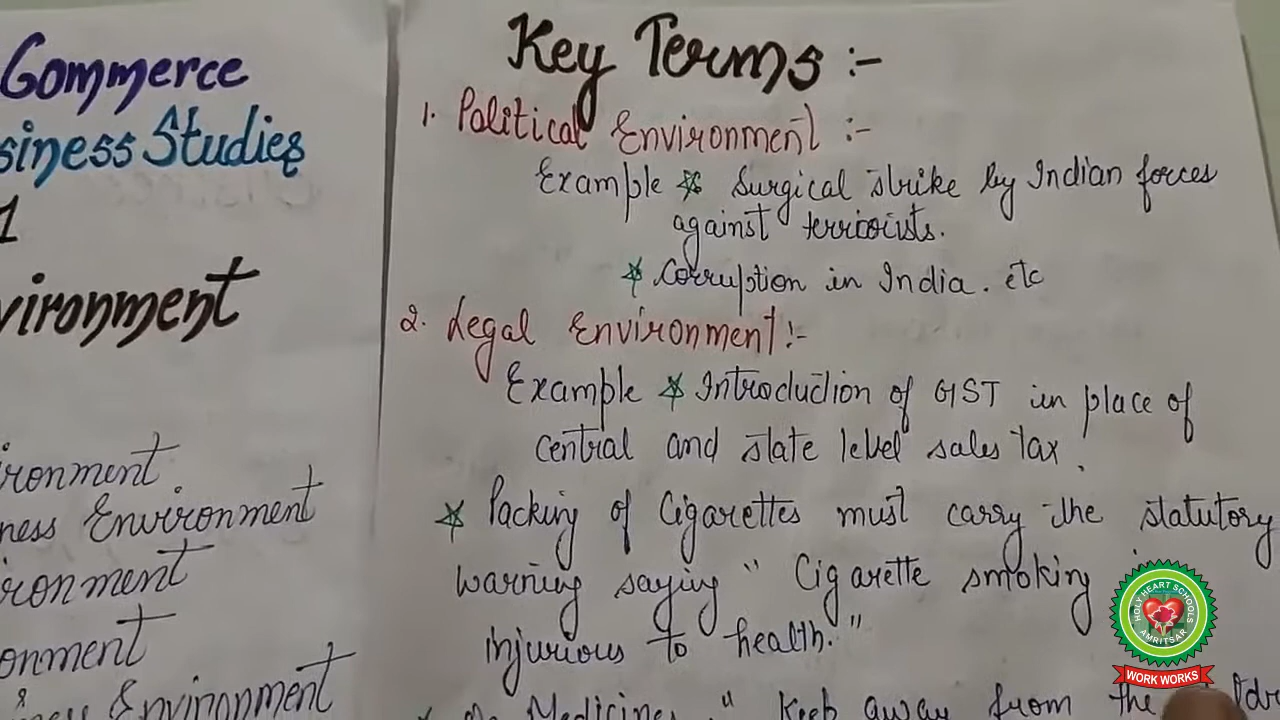 Commerce
siness Studies
1
vironment
ironment.
ness Environment
ironment
onment
Environment
Key Terms :-
1. Political Environment :-
Example * Surgical strike by Indian forces
against terricoists.
* Corruption in India. etc
2. Legal Environment :-
Example * Introduction of GST in place of
central and state level sales tax.
* Packing of Cigarettes must carry the statutory
warning saying " Cigarette smoking
injurious to health."
* On Medicines " Keep away from the
HOLY HEART SCHOOLS
AMRITSAR
WORK WORKS